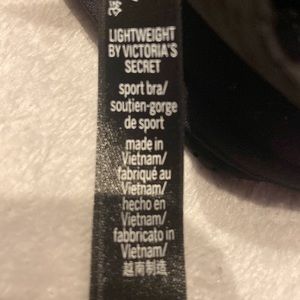 LIGHTWEIGHT
BY VICTORIA'S
SECRET
sport bra/
soutien-gorge
de sport
made in
Vietnam/
fabriqué au
Vietnam/
hecho en
Vietnam/
fabbricato in
Vietnam/
越南制造